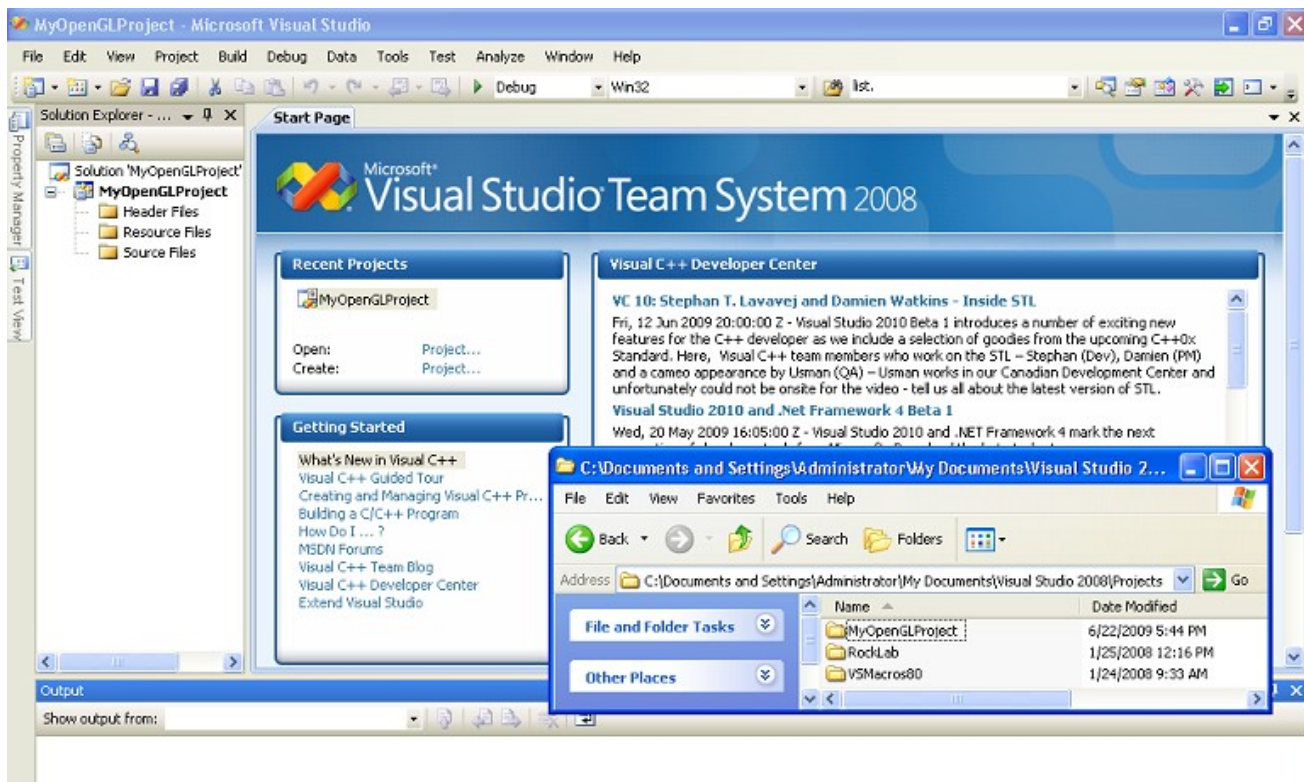 MyOpenGLProject - Microsoft Visual Studio
File Edit View Project Build Debug Data Tools Test Analyze Window Help
Debug Win32 list.
Solution Explorer - ...
Property Manager
Test View
Solution 'MyOpenGLProject'
MyOpenGLProject
Header Files
Resource Files
Source Files
Start Page
Microsoft®
Visual Studio Team System 2008
Recent Projects
MyOpenGLProject
Open: Project...
Create: Project...
Getting Started
What's New in Visual C++
Visual C++ Guided Tour
Creating and Managing Visual C++ Pr...
Building a C/C++ Program
How Do I ... ?
MSDN Forums
Visual C++ Team Blog
Visual C++ Developer Center
Extend Visual Studio
Visual C++ Developer Center
VC 10: Stephan T. Lavavej and Damien Watkins - Inside STL
Fri, 12 Jun 2009 20:00:00 Z - Visual Studio 2010 Beta 1 introduces a number of exciting new
features for the C++ developer as we include a selection of goodies from the upcoming C++0x
Standard. Here, Visual C++ team members who work on the STL – Stephan (Dev), Damien (PM)
and a cameo appearance by Usman (QA) – Usman works in our Canadian Development Center and
unfortunately could not be onsite for the video - tell us all about the latest version of STL.
Visual Studio 2010 and .Net Framework 4 Beta 1
Wed, 20 May 2009 16:05:00 Z - Visual Studio 2010 and .NET Framework 4 mark the next
C:\Documents and Settings\Administrator\My Documents\Visual Studio 2...
File Edit View Favorites Tools Help
Back Search Folders
Address C:\Documents and Settings\Administrator\My Documents\Visual Studio 2008\Projects Go
File and Folder Tasks
Other Places
Name Date Modified
MyOpenGLProject 6/22/2009 5:44 PM
RockLab 1/25/2008 12:16 PM
VSMacros80 1/24/2008 9:33 AM
Output
Show output from: